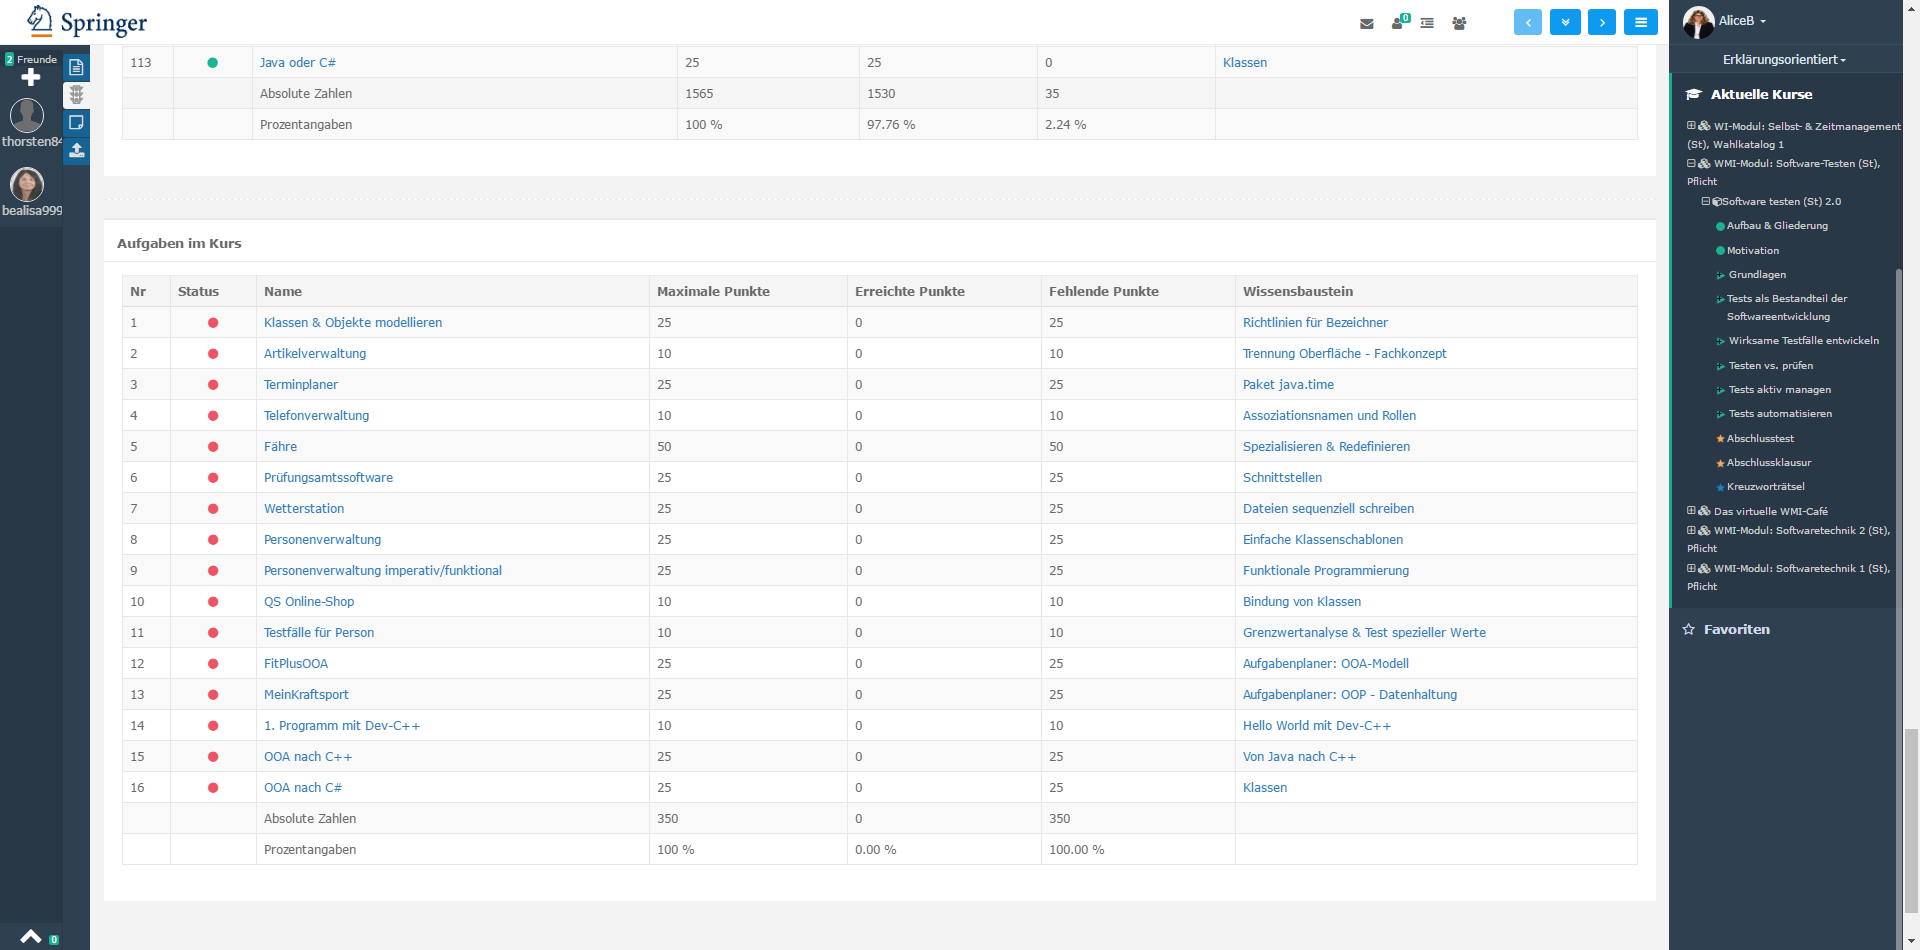 Springer
0
AliceB
2 Freunde
thorsten84
bealisa999
0
113 Java oder C# 25 25 0 Klassen
Absolute Zahlen 1565 1530 35
Prozentangaben 100 % 97.76 % 2.24 %
Aufgaben im Kurs
Nr Status Name Maximale Punkte Erreichte Punkte Fehlende Punkte Wissensbaustein
1 Klassen & Objekte modellieren 25 0 25 Richtlinien für Bezeichner
2 Artikelverwaltung 10 0 10 Trennung Oberfläche - Fachkonzept
3 Terminplaner 25 0 25 Paket java.time
4 Telefonverwaltung 10 0 10 Assoziationsnamen und Rollen
5 Fähre 50 0 50 Spezialisieren & Redefinieren
6 Prüfungsamtssoftware 25 0 25 Schnittstellen
7 Wetterstation 25 0 25 Dateien sequenziell schreiben
8 Personenverwaltung 25 0 25 Einfache Klassenschablonen
9 Personenverwaltung imperativ/funktional 25 0 25 Funktionale Programmierung
10 QS Online-Shop 10 0 10 Bindung von Klassen
11 Testfälle für Person 10 0 10 Grenzwertanalyse & Test spezieller Werte
12 FitPlusOOA 25 0 25 Aufgabenplaner: OOA-Modell
13 MeinKraftsport 25 0 25 Aufgabenplaner: OOP - Datenhaltung
14 1. Programm mit Dev-C++ 10 0 10 Hello World mit Dev-C++
15 OOA nach C++ 25 0 25 Von Java nach C++
16 OOA nach C# 25 0 25 Klassen
Absolute Zahlen 350 0 350
Prozentangaben 100 % 0.00 % 100.00 %
Erklärungsorientiert
Aktuelle Kurse
WI-Modul: Selbst- & Zeitmanagement
(St), Wahlkatalog 1
WMI-Modul: Software-Testen (St),
Pflicht
Software testen (St) 2.0
Aufbau & Gliederung
Motivation
Grundlagen
Tests als Bestandteil der
Softwareentwicklung
Wirksame Testfälle entwickeln
Testen vs. prüfen
Tests aktiv managen
Tests automatisieren
Abschlusstest
Abschlussklausur
Kreuzworträtsel
Das virtuelle WMI-Café
WMI-Modul: Softwaretechnik 2 (St),
Pflicht
WMI-Modul: Softwaretechnik 1 (St),
Pflicht
Favoriten